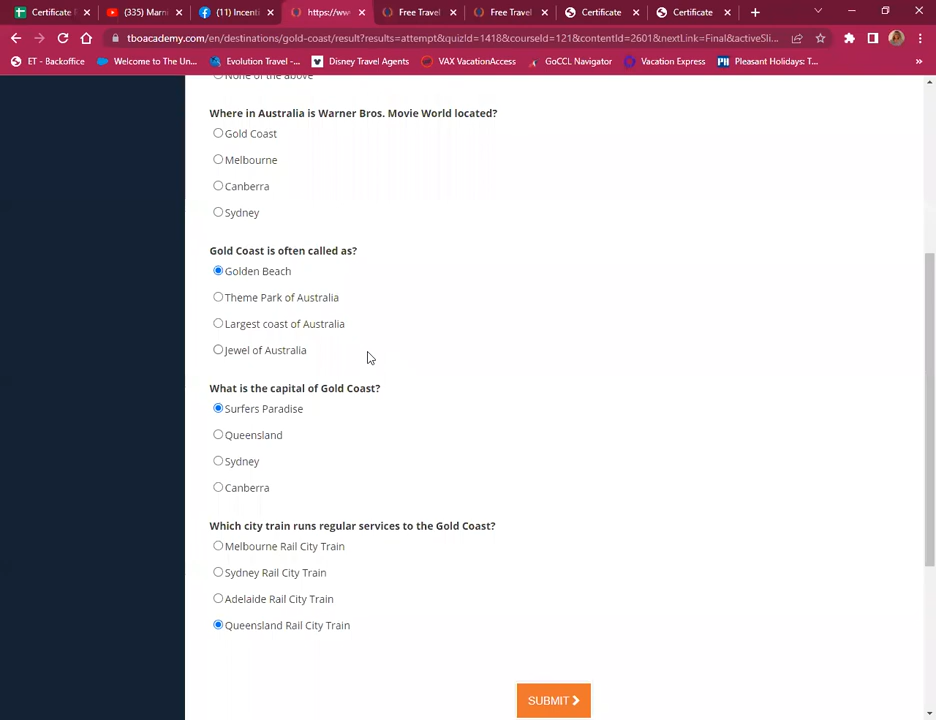 Certificate
(335) Marni
(11) Incenti
https://ww
Free Travel
Free Travel
Certificate
Certificate
tboacademy.com/en/destinations/gold-coast/result?results=attempt&quizId=1418&courseId=121&contentId=2601&nextLink=Final&activeSli...
ET - Backoffice
Welcome to The Un...
Evolution Travel -...
Disney Travel Agents
VAX VacationAccess
GoCCL Navigator
Vacation Express
Pleasant Holidays: T...
»
None of the above
Where in Australia is Warner Bros. Movie World located?
Gold Coast
Melbourne
Canberra
Sydney
Gold Coast is often called as?
Golden Beach
Theme Park of Australia
Largest coast of Australia
Jewel of Australia
What is the capital of Gold Coast?
Surfers Paradise
Queensland
Sydney
Canberra
Which city train runs regular services to the Gold Coast?
Melbourne Rail City Train
Sydney Rail City Train
Adelaide Rail City Train
Queensland Rail City Train
SUBMIT